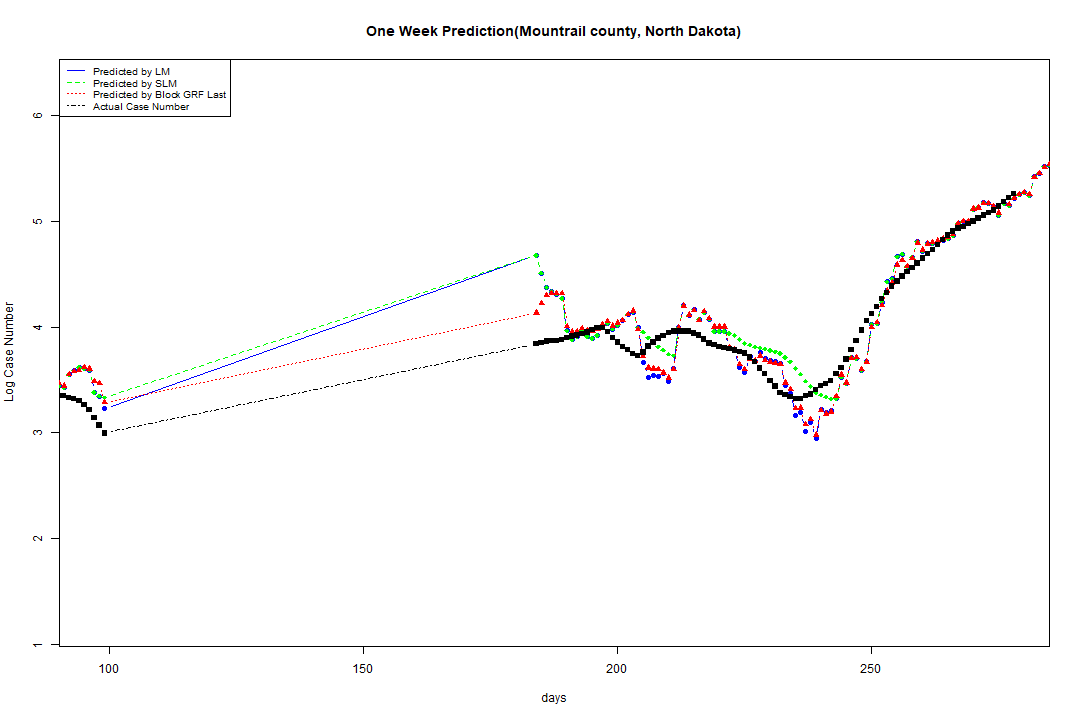 One Week Prediction(Mountrail county, North Dakota)
Predicted by LM
Predicted by SLM
Predicted by Block GRF Last
Actual Case Number
6
5
4
3
2
1
Log Case Number
100 150 200 250
days